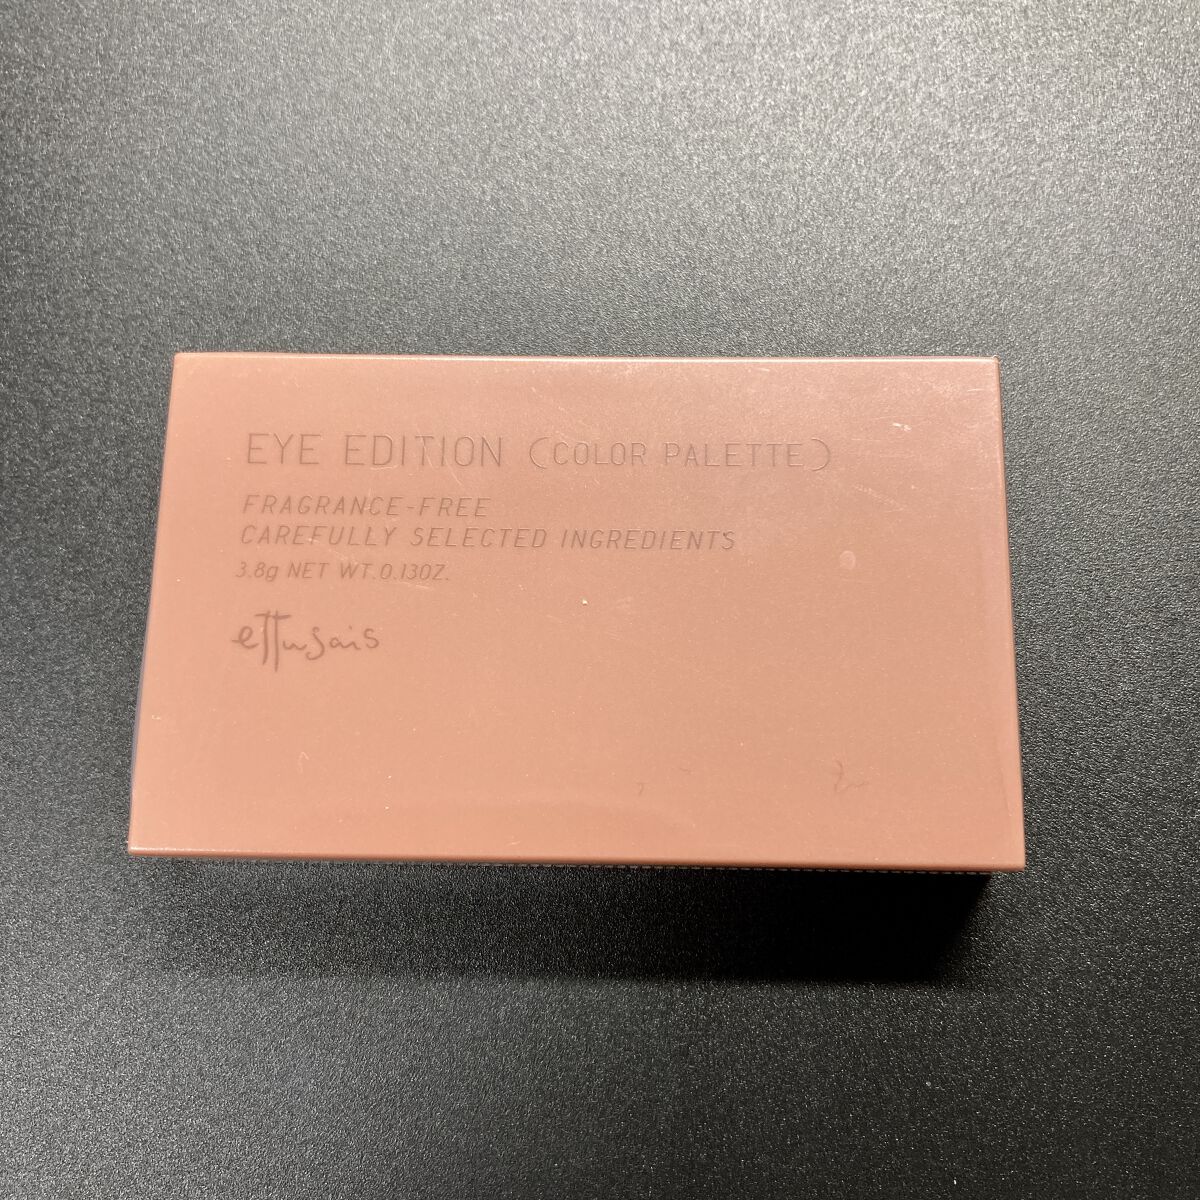 EYE EDITION (COLOR PALETTE)
FRAGRANCE-FREE
CAREFULLY SELECTED INGREDIENTS
3.8g NET WT.0.13OZ.
ettusais